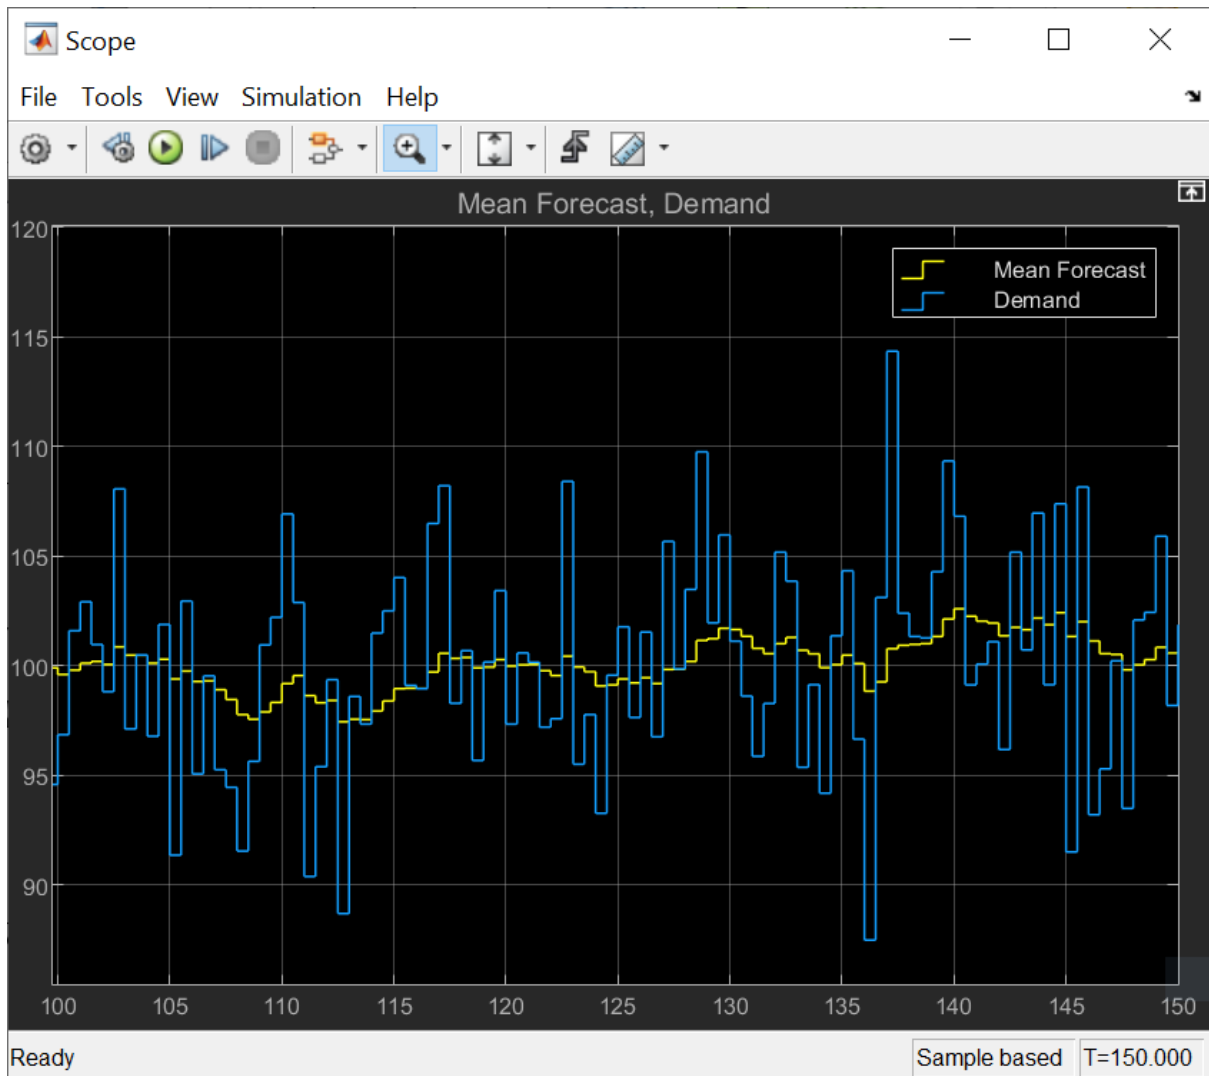 Scope
File Tools View Simulation Help
Mean Forecast, Demand
120
115
110
105
100
95
90
Mean Forecast
Demand
100 105 110 115 120 125 130 135 140 145 150
Ready Sample based T=150.000